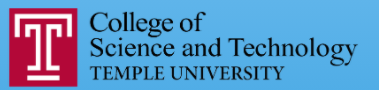 T
College of
Science and Technology
TEMPLE UNIVERSITY